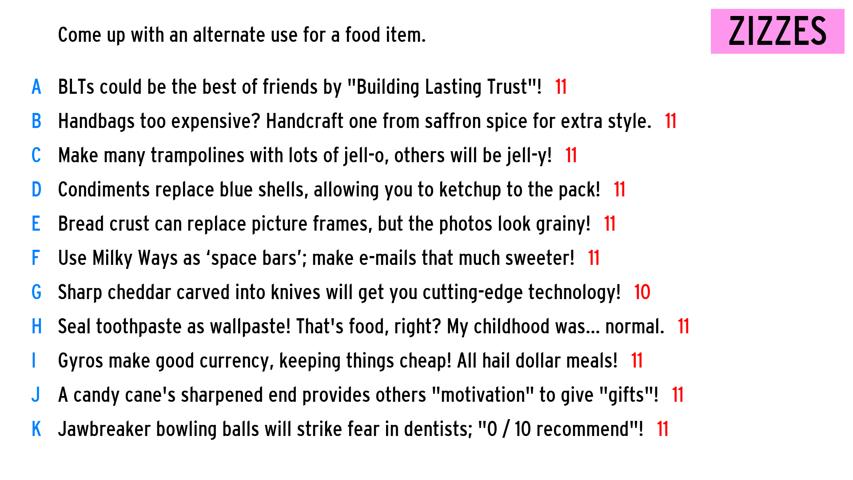 Come up with an alternate use for a food item.
ZIZZES
A BLTs could be the best of friends by "Building Lasting Trust"! 11
B Handbags too expensive? Handcraft one from saffron spice for extra style. 11
C Make many trampolines with lots of jell-o, others will be jell-y! 11
D Condiments replace blue shells, allowing you to ketchup to the pack! 11
E Bread crust can replace picture frames, but the photos look grainy! 11
F Use Milky Ways as ‘space bars’; make e-mails that much sweeter! 11
G Sharp cheddar carved into knives will get you cutting-edge technology! 10
H Seal toothpaste as wallpaste! That's food, right? My childhood was... normal. 11
I Gyros make good currency, keeping things cheap! All hail dollar meals! 11
J A candy cane's sharpened end provides others "motivation" to give "gifts"! 11
K Jawbreaker bowling balls will strike fear in dentists; "0 / 10 recommend"! 11